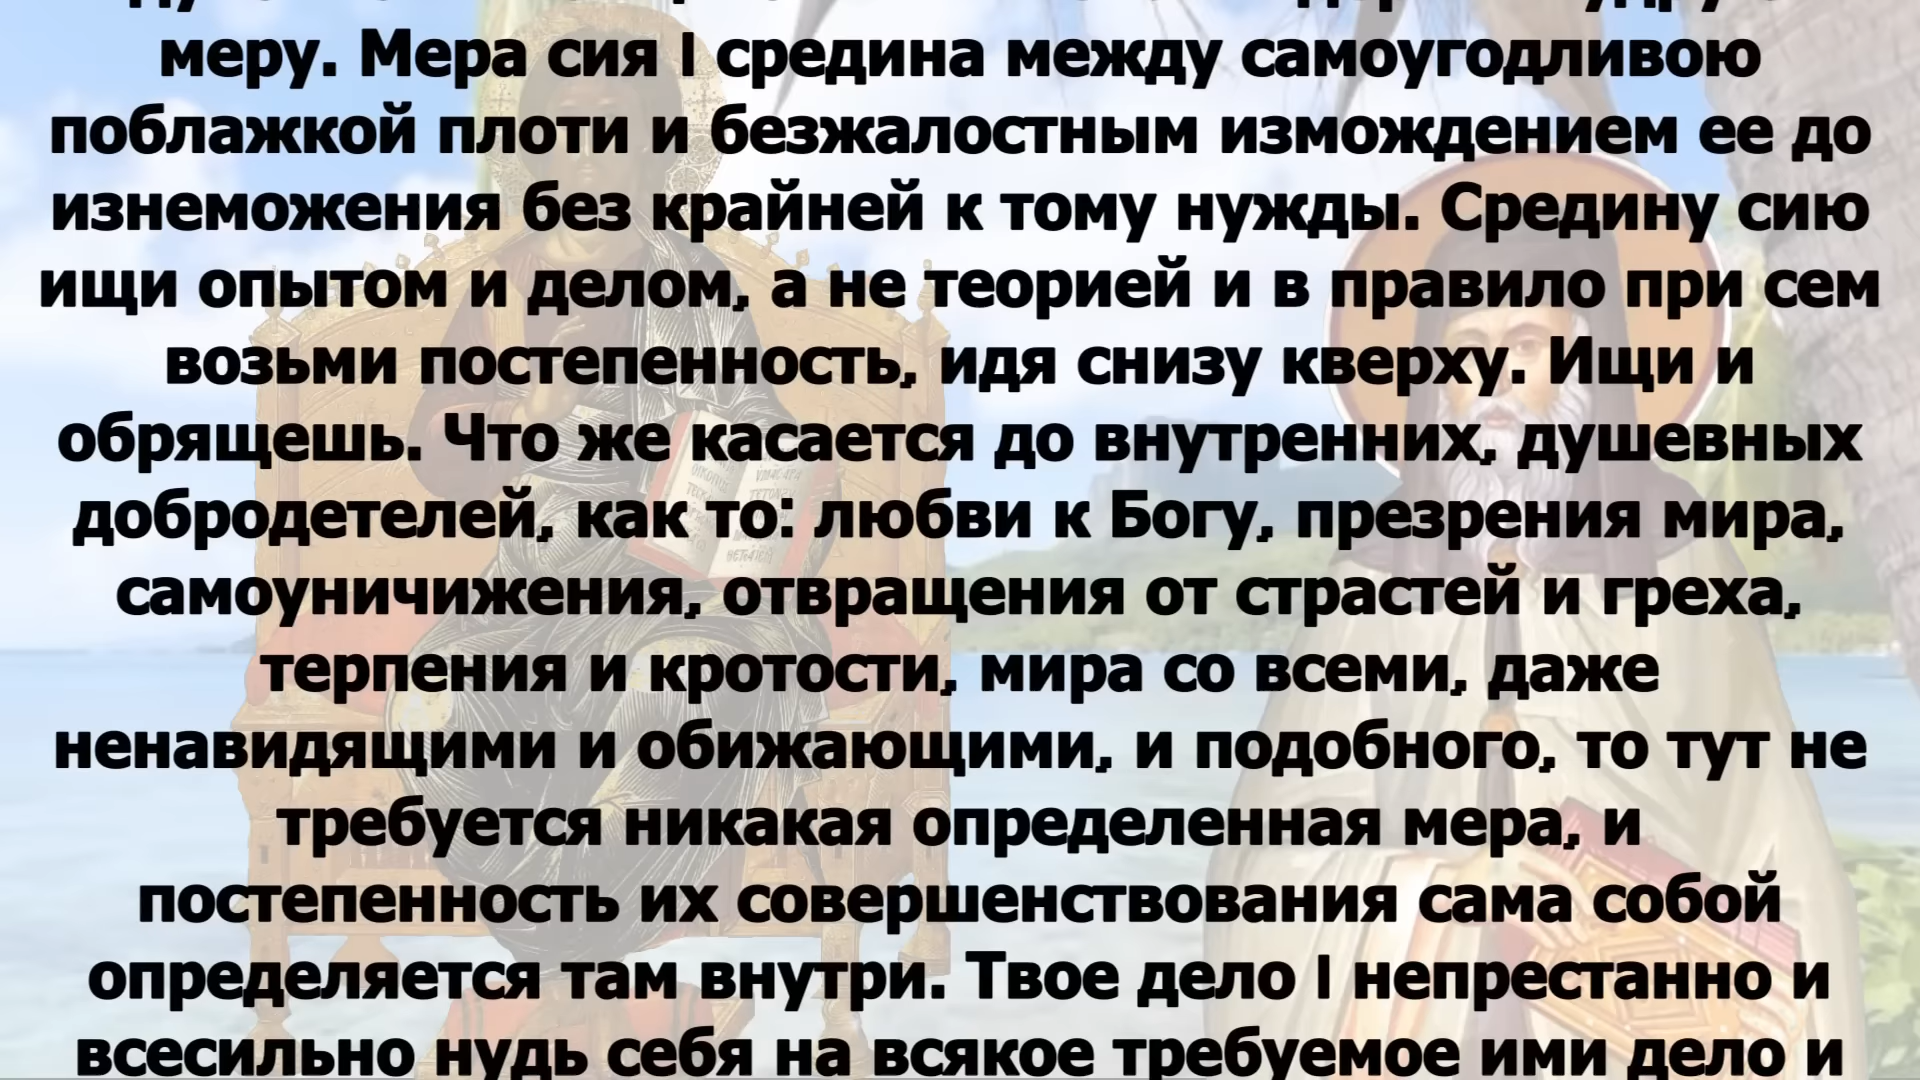 меру. Мера сия | средина между самоугодливою
поблажкой плоти и безжалостным измождением ее до
изнеможения без крайней к тому нужды. Средину сию
ищи опытом и делом, а не теорией и в правило при сем
возьми постепенность, идя снизу кверху. Ищи и
обрящешь. Что же касается до внутренних, душевных
добродетелей, как то: любви к Богу, презрения мира,
самоуничижения, отвращения от страстей и греха,
терпения и кротости, мира со всеми, даже
ненавидящими и обижающими, и подобного, то тут не
требуется никакая определенная мера, и
постепенность их совершенствования сама собой
определяется там внутри. Твое дело | непрестанно и
всесильно нудь себя на всякое требуемое ими дело и